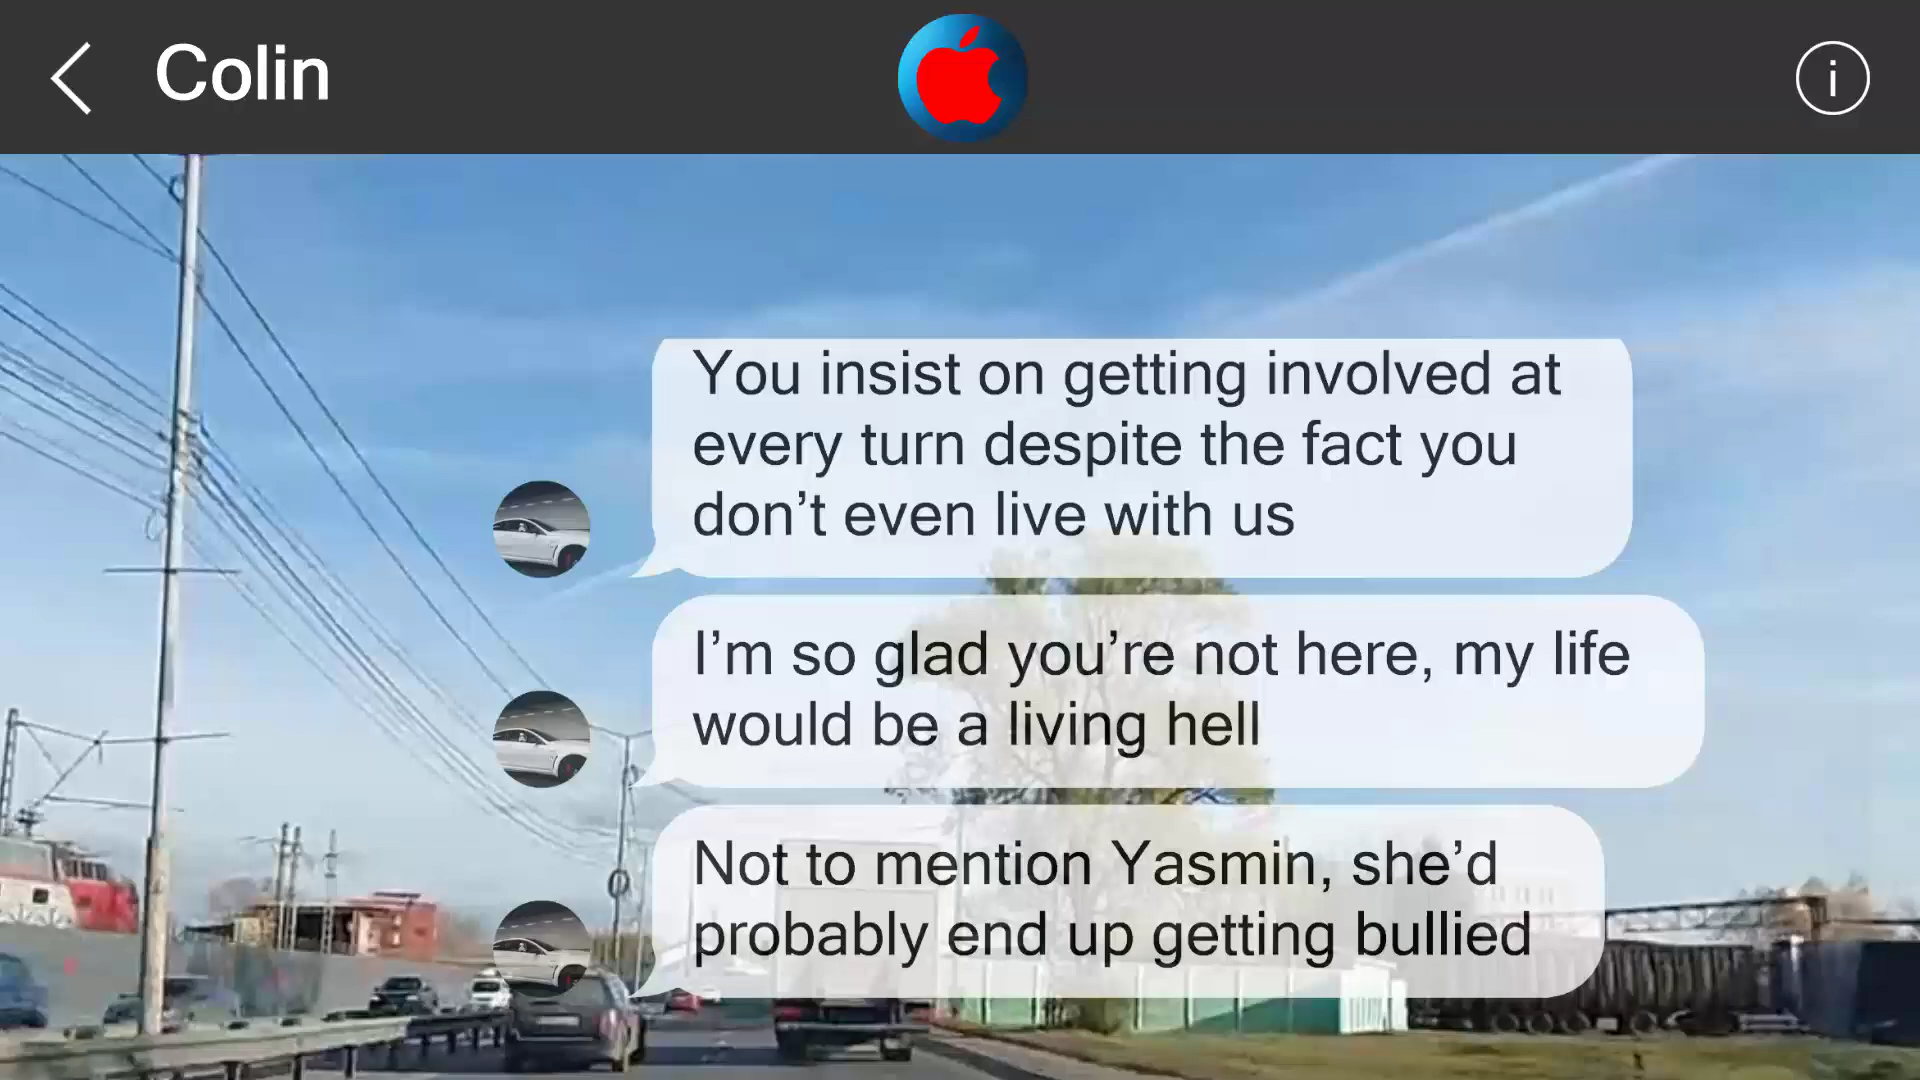 Colin
i
You insist on getting involved at
every turn despite the fact you
don’t even live with us
I’m so glad you’re not here, my life
would be a living hell
Not to mention Yasmin, she’d
probably end up getting bullied